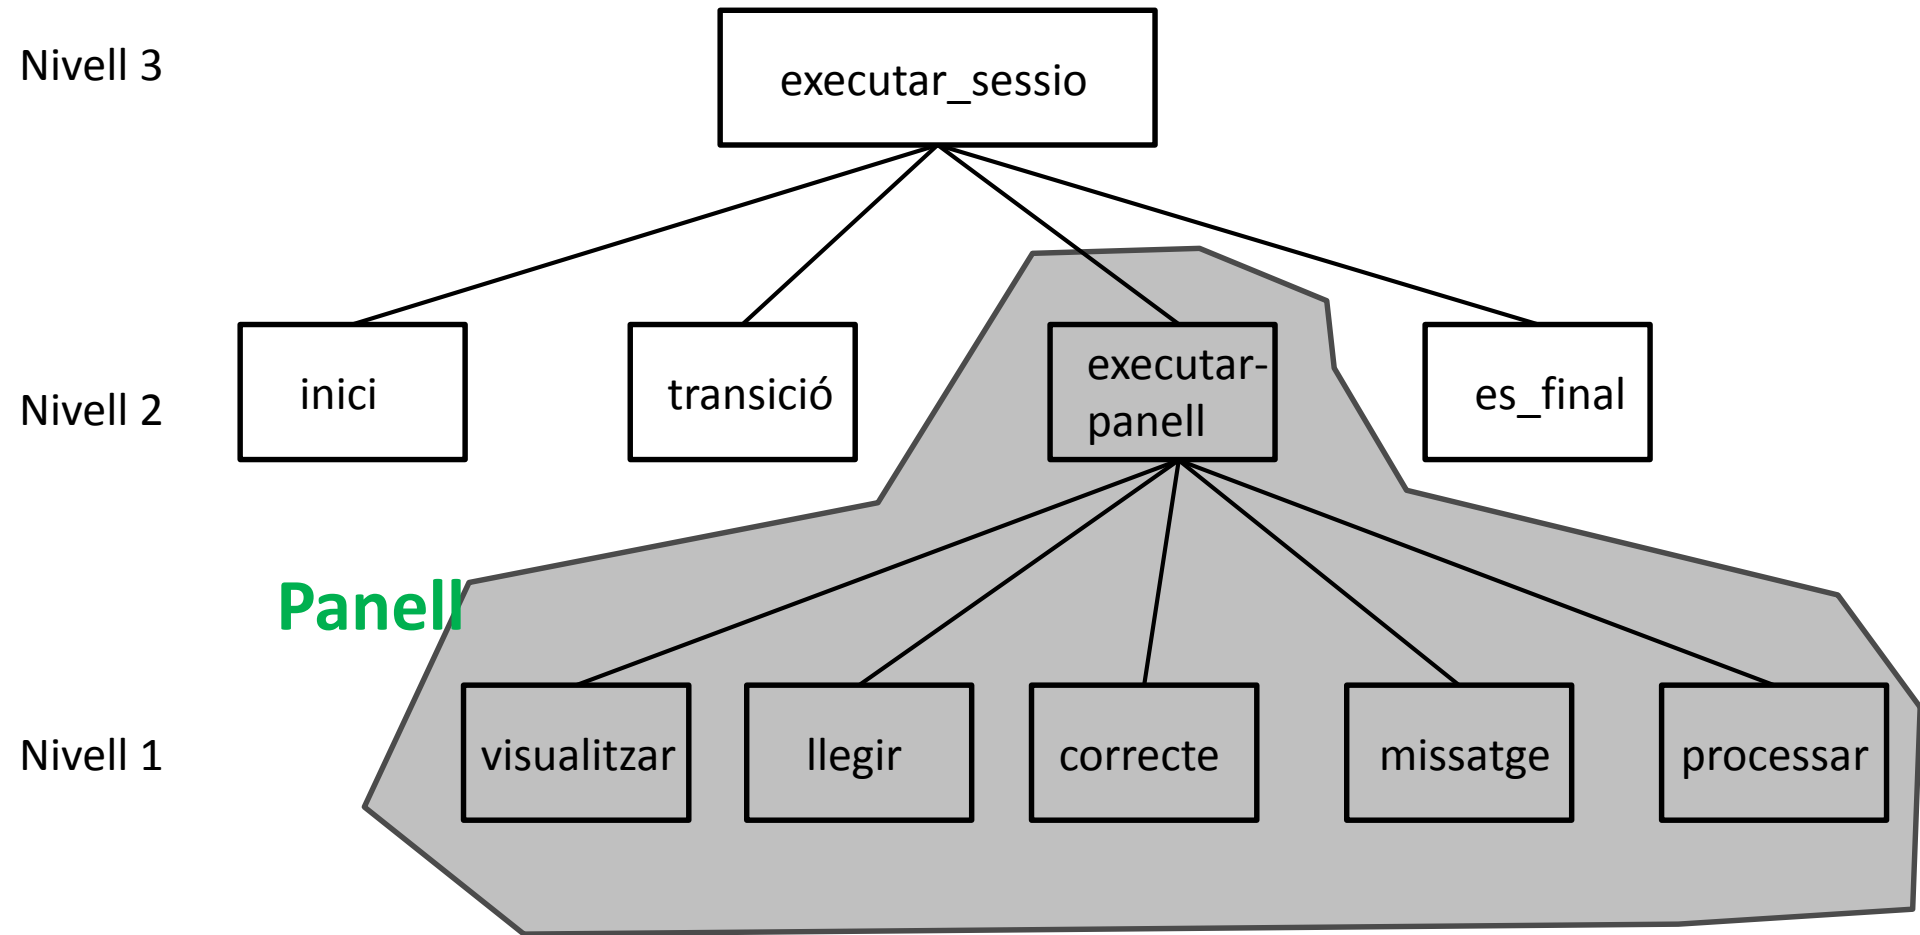 Nivell 3
executar_sessio
Nivell 2
inici
transició
executar-
panell
es_final
Panell
Nivell 1
visualitzar
llegir
correcte
missatge
processar